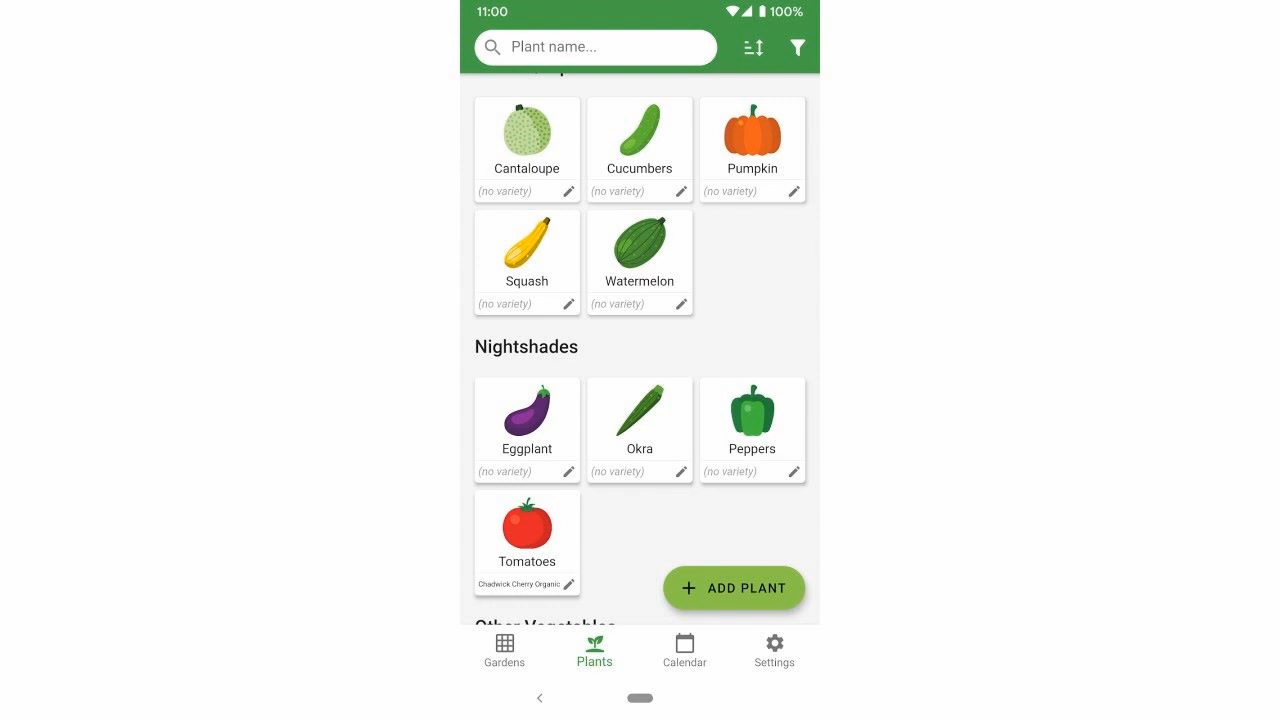 11:00
100%
Plant name...
Cantaloupe
Cucumbers
Pumpkin
(no variety)
(no variety)
(no variety)
Squash
Watermelon
(no variety)
(no variety)
Nightshades
Eggplant
Okra
Peppers
(no variety)
(no variety)
(no variety)
Tomatoes
Chadwick Cherry Organic
ADD PLANT
Other Vegetables
Gardens
Plants
Calendar
Settings